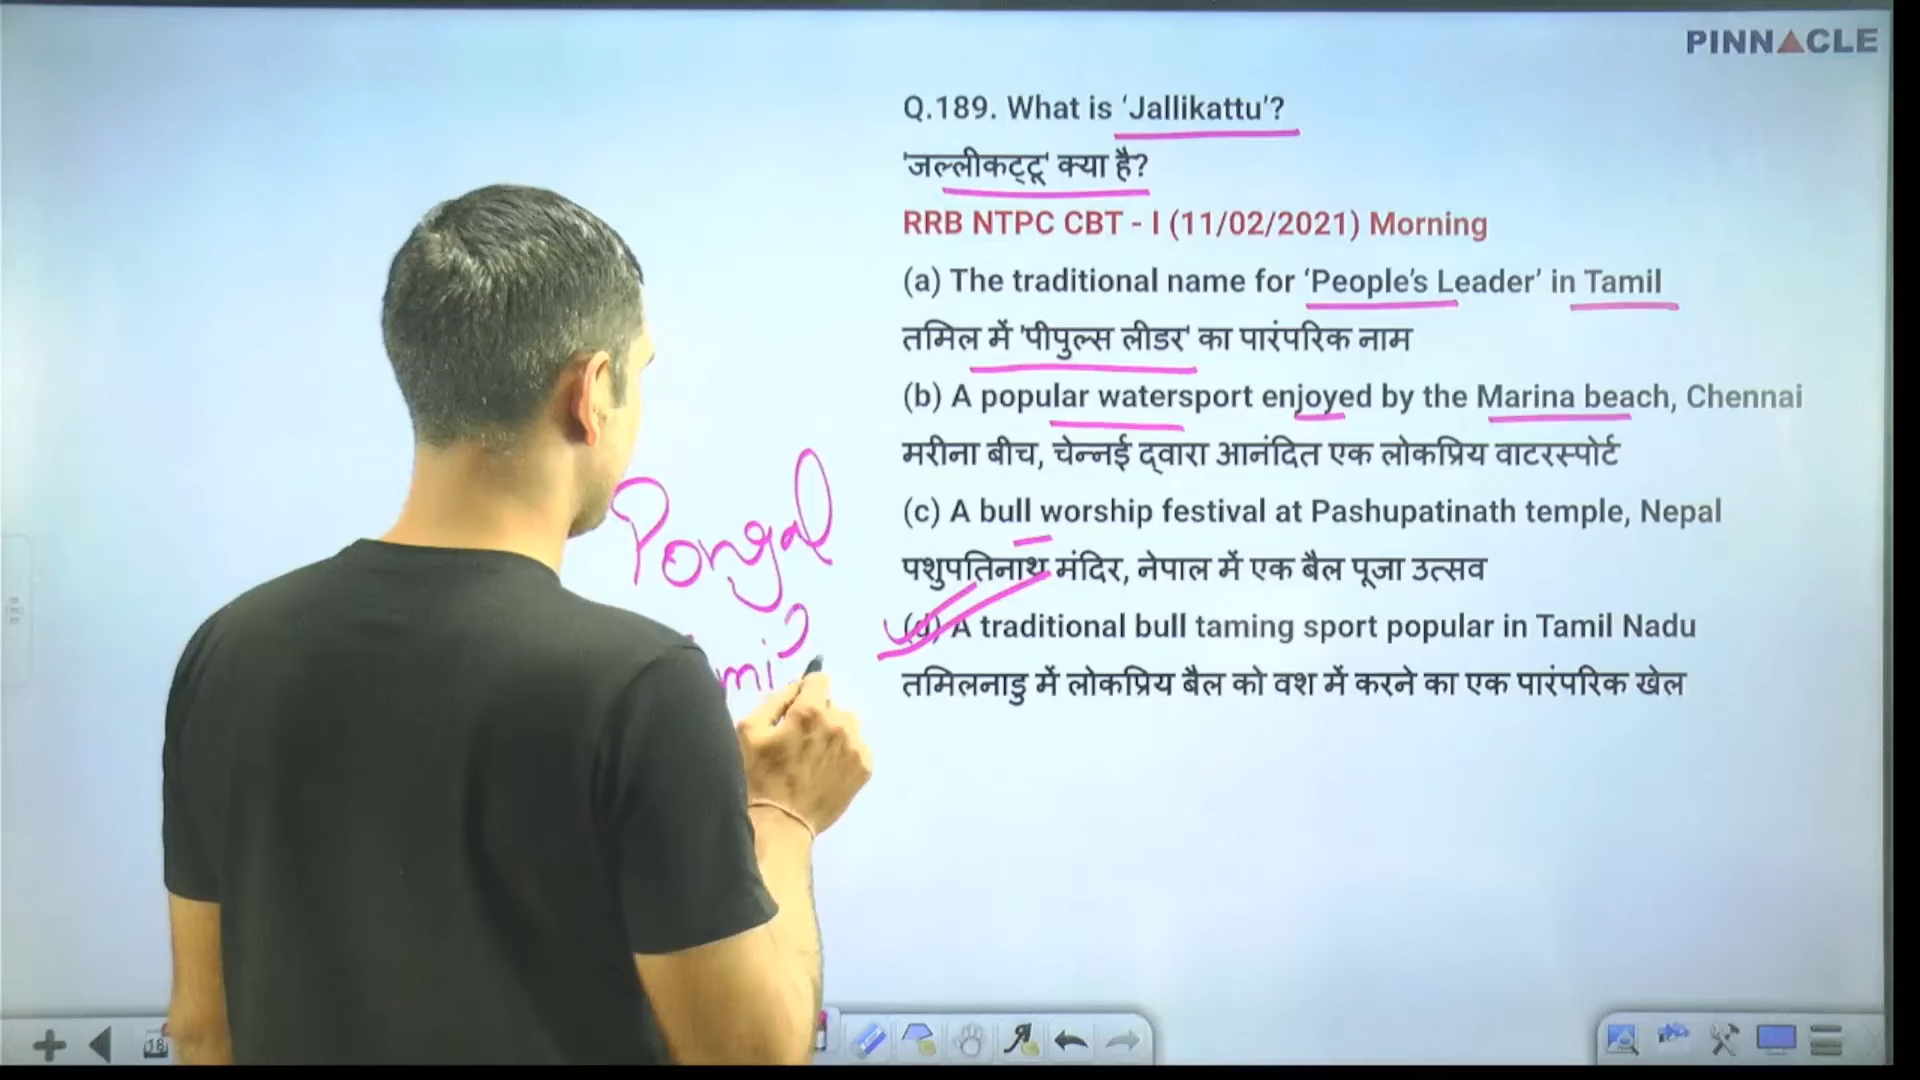 PINNACLE
Q.189. What is ‘Jallikattu’?
'जल्लीकट्टू' क्या है?
RRB NTPC CBT - I (11/02/2021) Morning
(a) The traditional name for ‘People’s Leader’ in Tamil
तमिल में 'पीपुल्स लीडर' का पारंपरिक नाम
(b) A popular watersport enjoyed by the Marina beach, Chennai
मरीना बीच, चेन्नई द्वारा आनंदित एक लोकप्रिय वाटरस्पोर्ट
(c) A bull worship festival at Pashupatinath temple, Nepal
पशुपतिनाथ मंदिर, नेपाल में एक बैल पूजा उत्सव
(d) A traditional bull taming sport popular in Tamil Nadu
तमिलनाडु में लोकप्रिय बैल को वश में करने का एक पारंपरिक खेल
Pongal
18